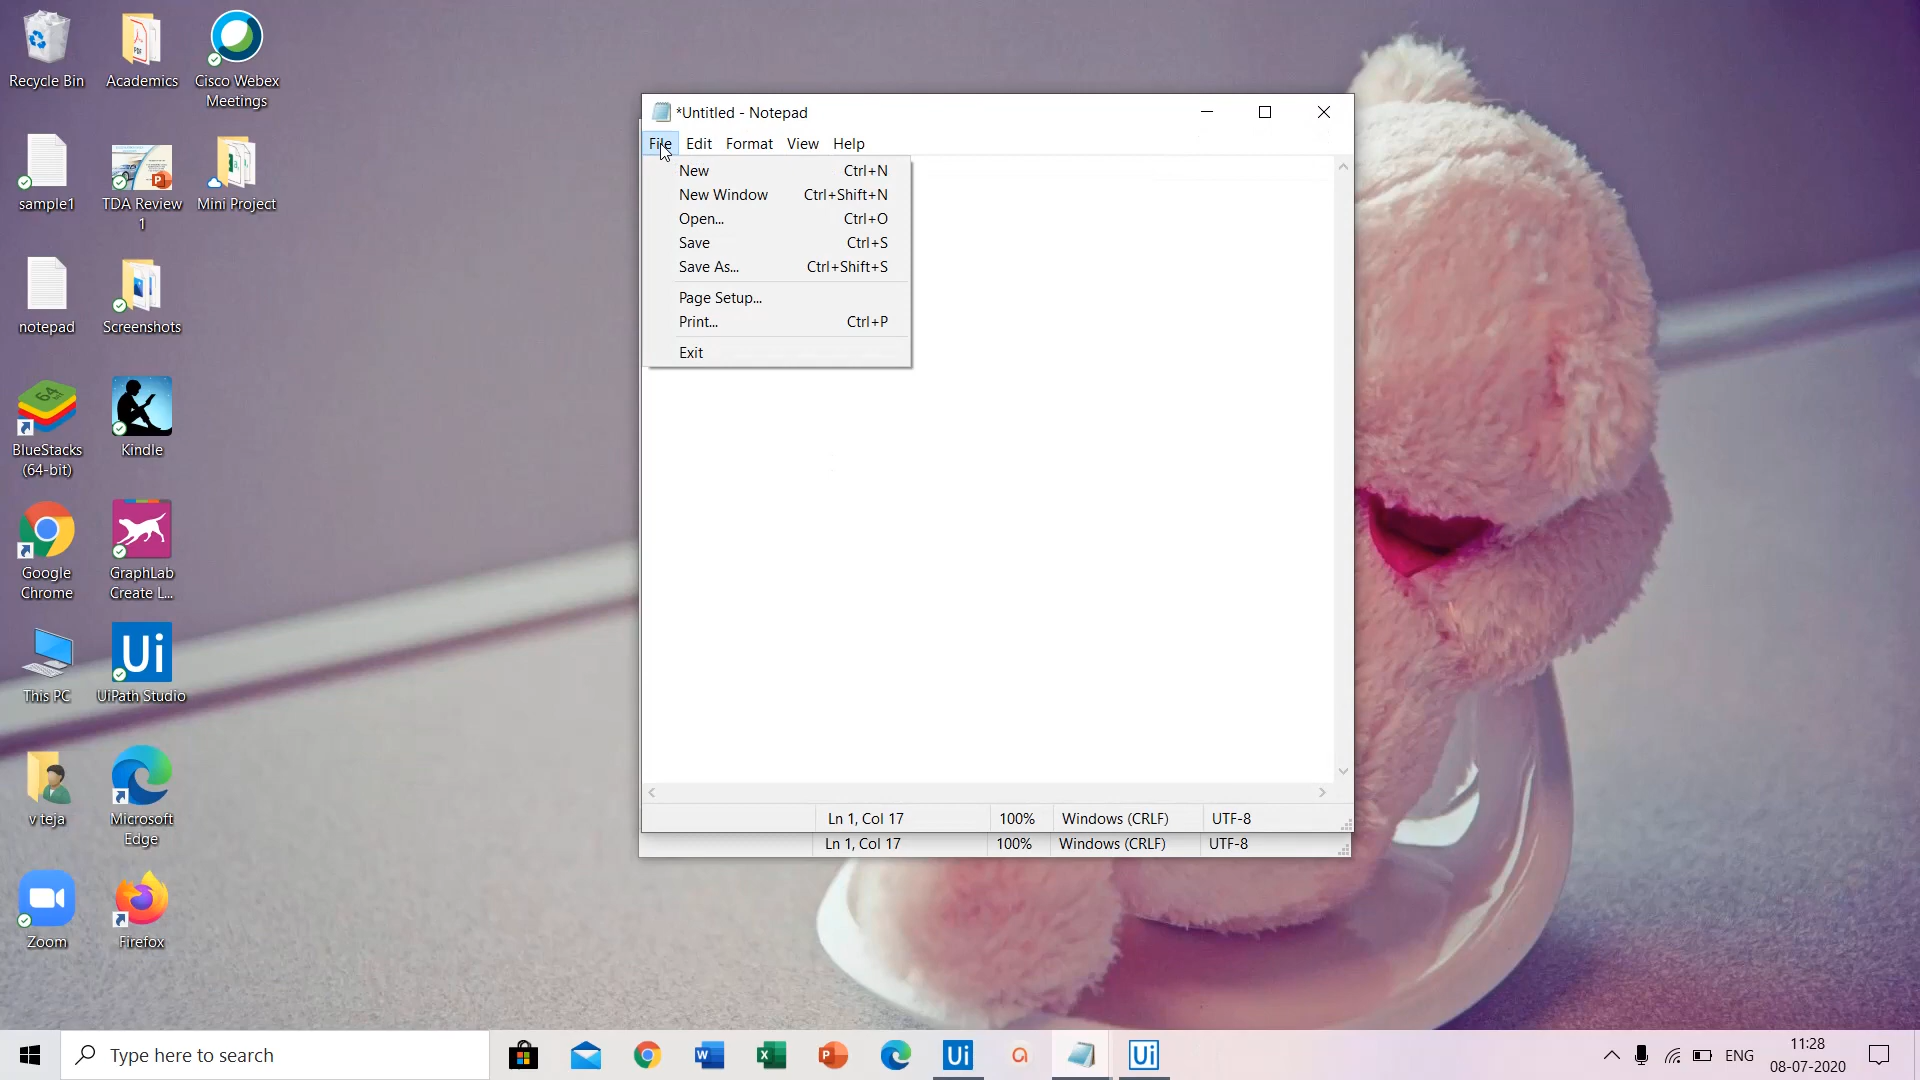 Recycle Bin
Academics
Cisco Webex
Meetings
sample1
TDA Review
1
Mini Project
notepad
Screenshots
BlueStacks
(64-bit)
Kindle
Google
Chrome
GraphLab
Create L...
This PC
UiPath Studio
v teja
Microsoft
Edge
Zoom
Firefox
*Untitled - Notepad
File Edit Format View Help
New Ctrl+N
New Window Ctrl+Shift+N
Open... Ctrl+O
Save Ctrl+S
Save As... Ctrl+Shift+S
Page Setup...
Print... Ctrl+P
Exit
Ln 1, Col 17 100% Windows (CRLF) UTF-8
Ln 1, Col 17 100% Windows (CRLF) UTF-8
Type here to search
ENG
11:28
08-07-2020